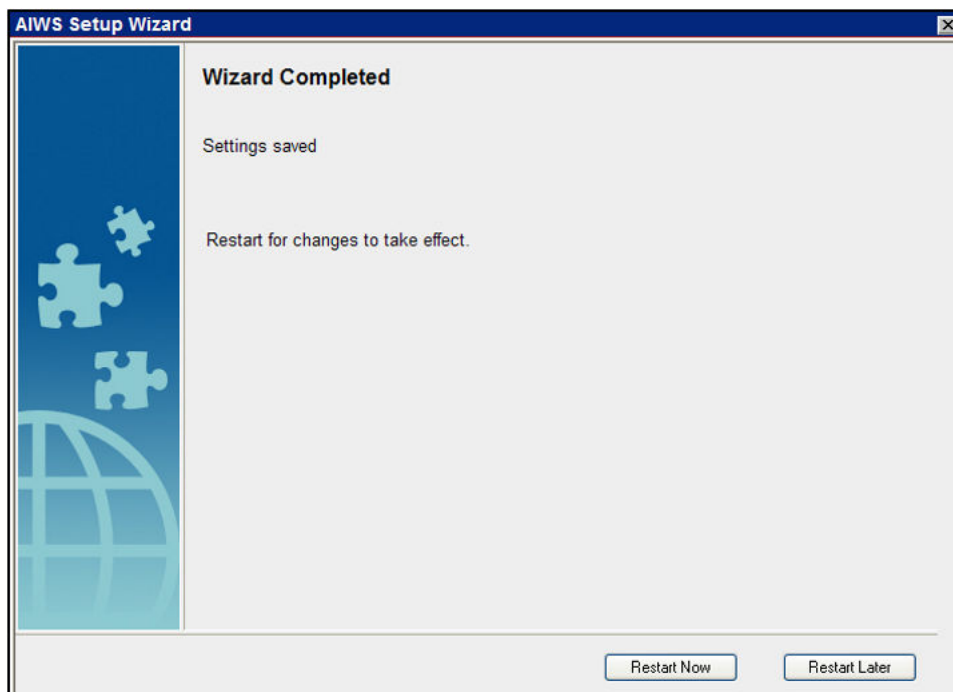 AIWS Setup Wizard
Wizard Completed
Settings saved
Restart for changes to take effect.
Restart Now
Restart Later